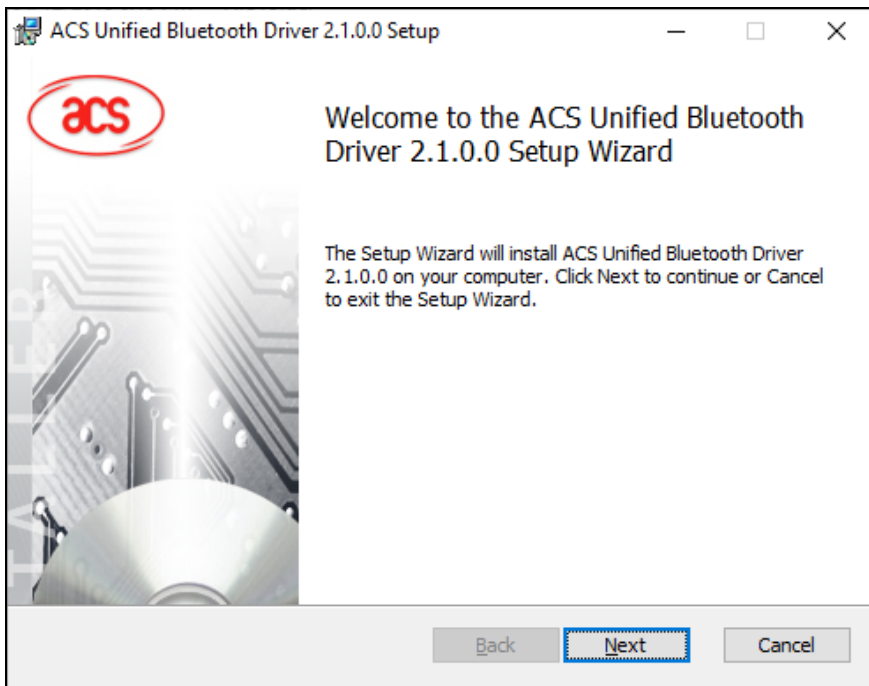 ACS Unified Bluetooth Driver 2.1.0.0 Setup
acs
Welcome to the ACS Unified Bluetooth
Driver 2.1.0.0 Setup Wizard
The Setup Wizard will install ACS Unified Bluetooth Driver
2.1.0.0 on your computer. Click Next to continue or Cancel
to exit the Setup Wizard.
TALLER
Back
Next
Cancel